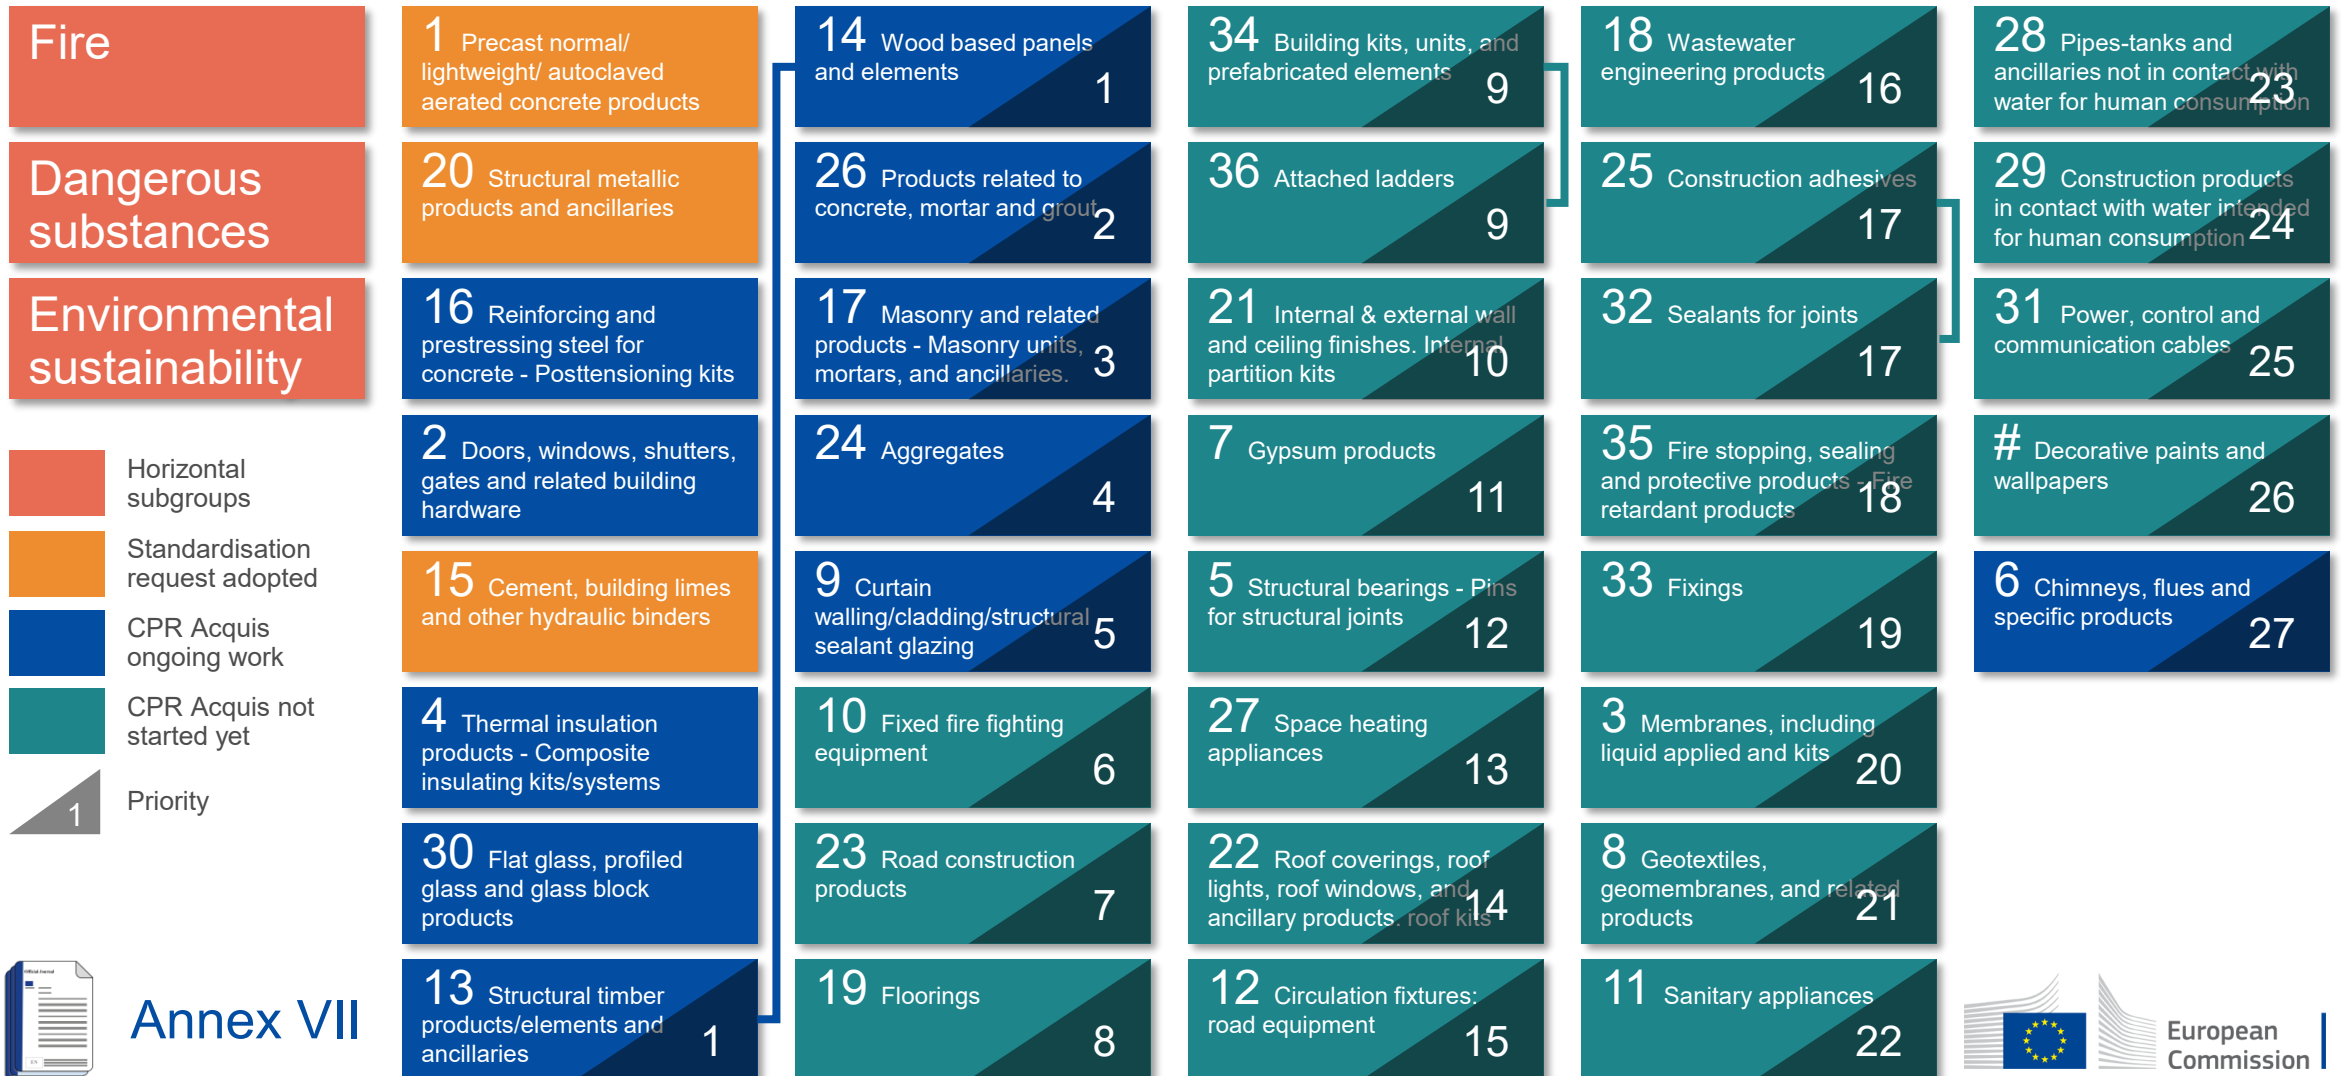 Fire
Dangerous
substances
Environmental
sustainability
Horizontal
subgroups
Standardisation
request adopted
CPR Acquis
ongoing work
CPR Acquis not
started yet
1
Priority
Annex VII
1 Precast normal/
lightweight/ autoclaved
aerated concrete products
20 Structural metallic
products and ancillaries
16 Reinforcing and
prestressing steel for
concrete - Posttensioning kits
2 Doors, windows, shutters,
gates and related building
hardware
15 Cement, building limes
and other hydraulic binders
4 Thermal insulation
products - Composite
insulating kits/systems
30 Flat glass, profiled
glass and glass block
products
13 Structural timber
products/elements and
ancillaries
1
14 Wood based panels
and elements
1
26 Products related to
concrete, mortar and grout
2
17 Masonry and related
products - Masonry units,
mortars, and ancillaries.
3
24 Aggregates
4
9 Curtain
walling/cladding/structural
sealant glazing
5
10 Fixed fire fighting
equipment
6
23 Road construction
products
7
19 Floorings
8
34 Building kits, units, and
prefabricated elements
9
36 Attached ladders
9
21 Internal & external wall
and ceiling finishes. Internal
partition kits
10
7 Gypsum products
11
5 Structural bearings - Pins
for structural joints
12
27 Space heating
appliances
13
22 Roof coverings, roof
lights, roof windows, and
ancillary products. roof kits
14
12 Circulation fixtures:
road equipment
15
18 Wastewater
engineering products
16
25 Construction adhesives
17
32 Sealants for joints
17
35 Fire stopping, sealing
and protective products - Fire
retardant products
18
33 Fixings
19
3 Membranes, including
liquid applied and kits
20
8 Geotextiles,
geomembranes, and related
products
21
11 Sanitary appliances
22
28 Pipes-tanks and
ancillaries not in contact with
water for human consumption
23
29 Construction products
in contact with water intended
for human consumption
24
31 Power, control and
communication cables
25
# Decorative paints and
wallpapers
26
6 Chimneys, flues and
specific products
27
European
Commission